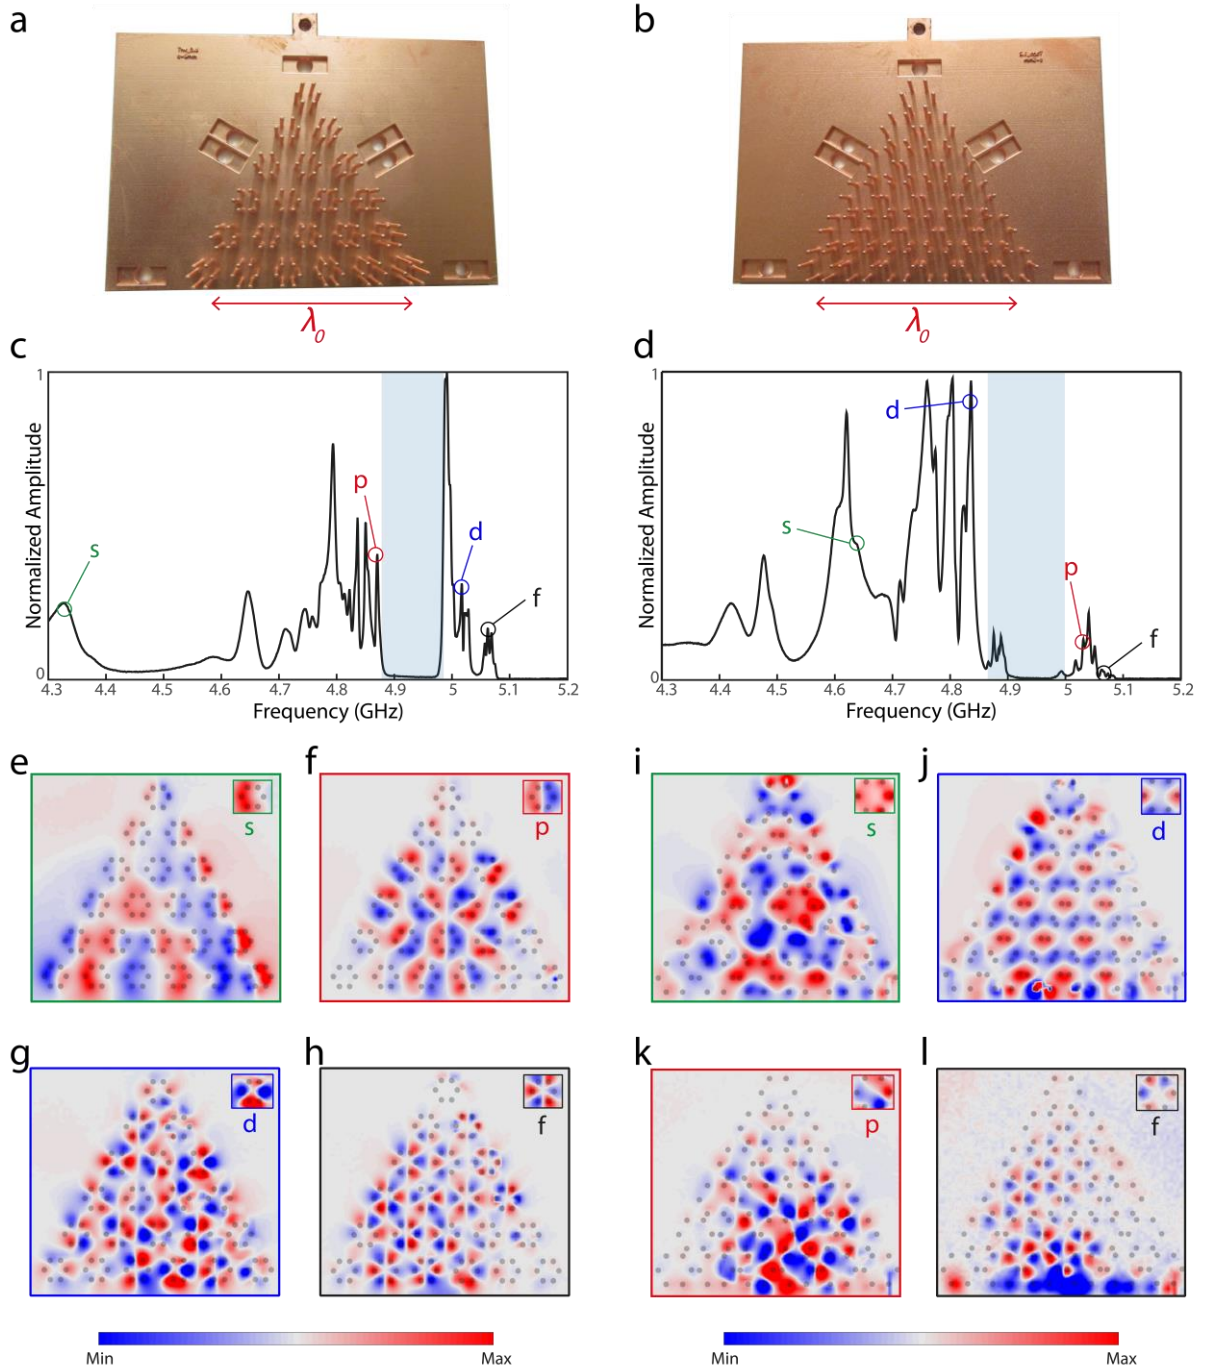 a
b
λ0
λ0
c
d
1
Normalized Amplitude
0
s
p
d
f
4.3 4.4 4.5 4.6 4.7 4.8 4.9 5 5.1 5.2
Frequency (GHz)
1
Normalized Amplitude
0
s
d
p
f
4.3 4.4 4.5 4.6 4.7 4.8 4.9 5 5.1 5.2
Frequency (GHz)
e
s
f
p
i
s
j
d
g
d
h
f
k
p
l
f
Min Max
Min Max